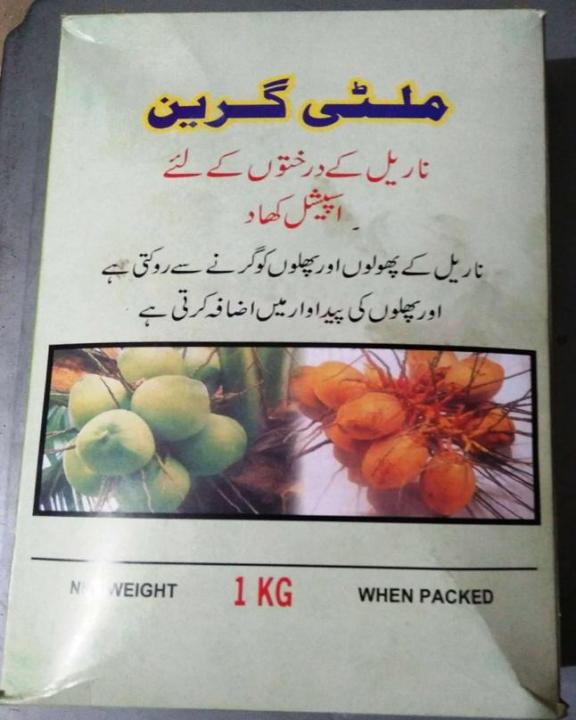 ملٹی گرین
ناریل کے درختوں کے لئے
اسپیشل کھاد
ناریل کے پھولوں اور پھلوں کو گرنے سے روکتی ہے
اور پھلوں کی پیداوار میں اضافہ کرتی ہے
NET WEIGHT 1 KG WHEN PACKED